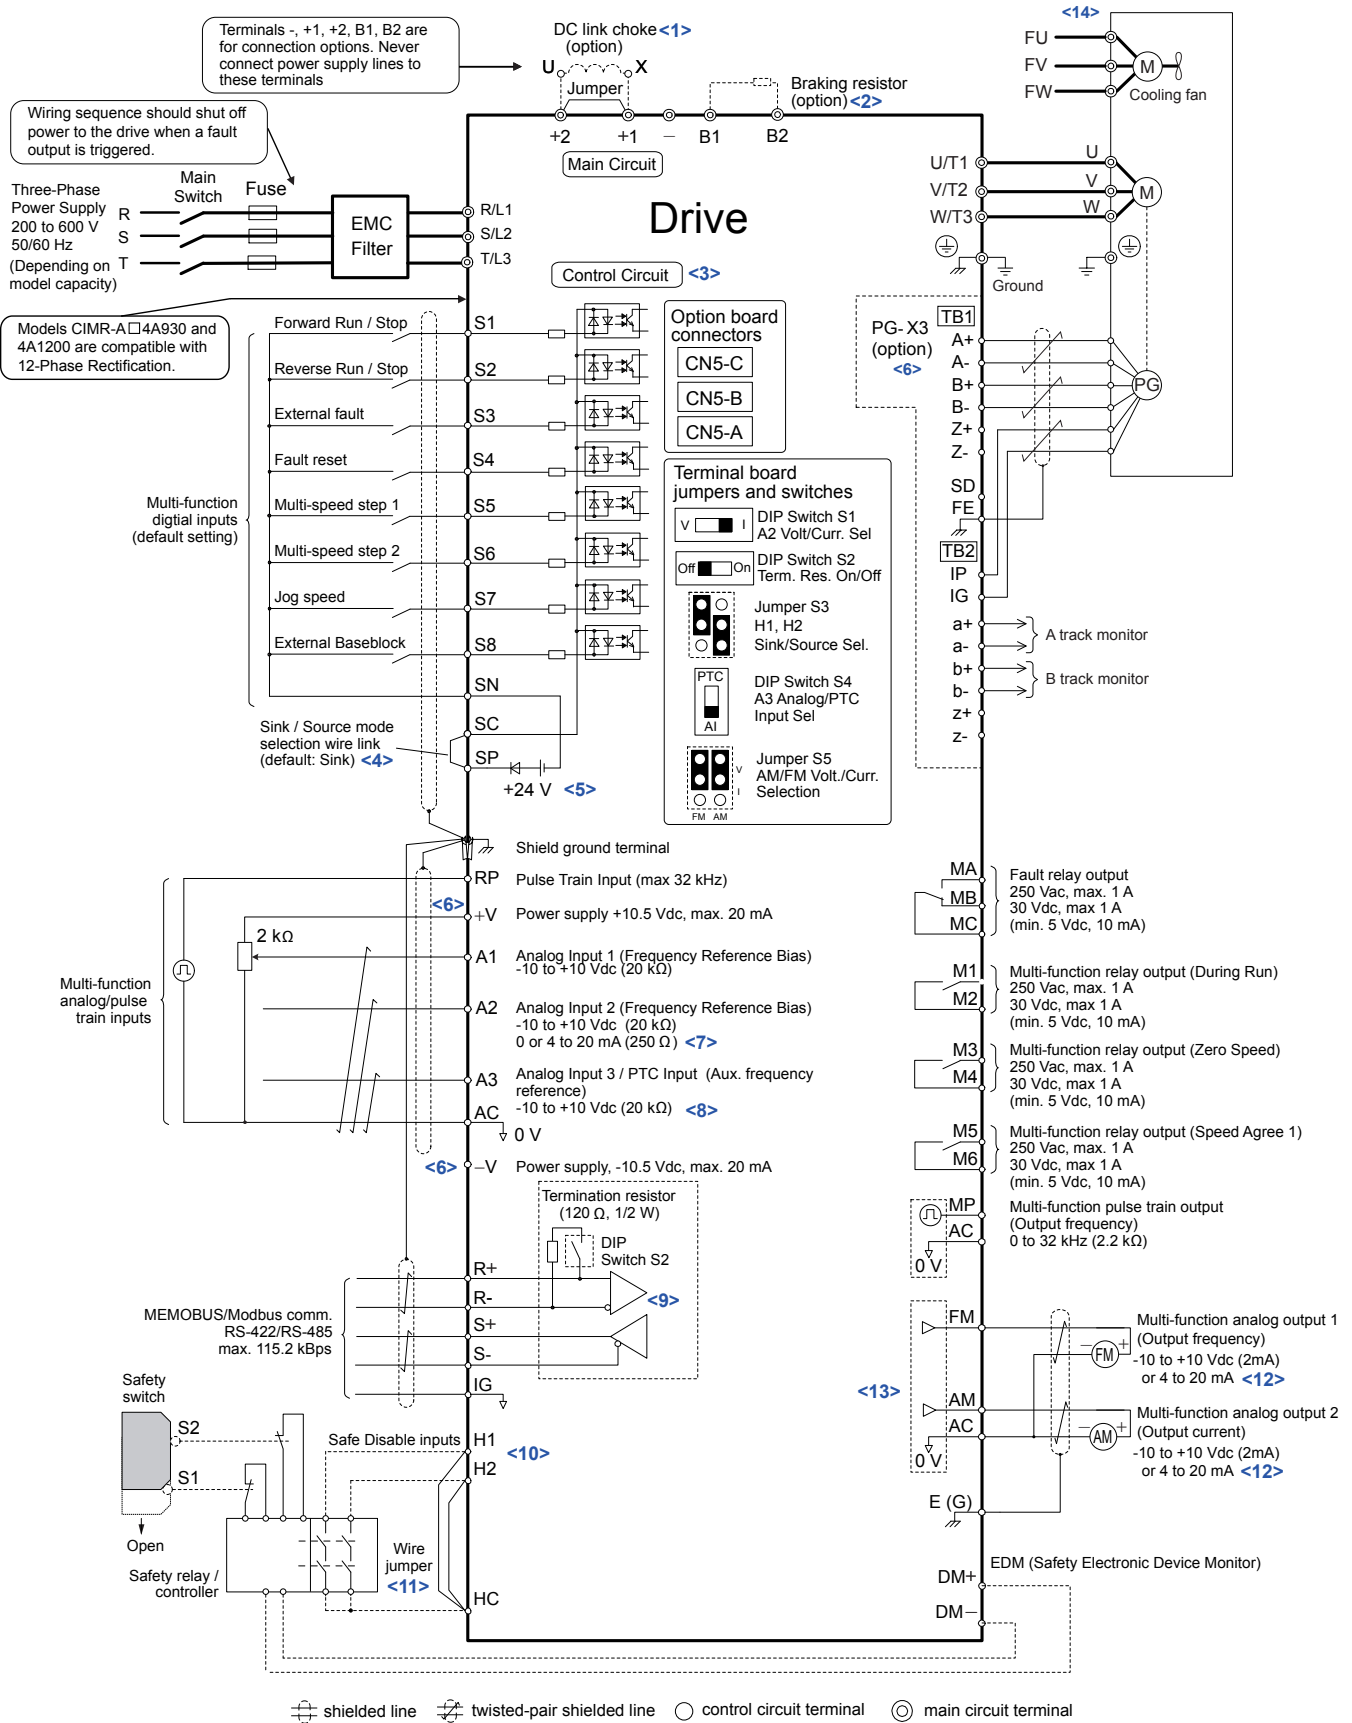 Terminals -, +1, +2, B1, B2 are
for connection options. Never
connect power supply lines to
these terminals
DC link choke <1>
(option)
U X
Jumper
Braking resistor
(option) <2>
+2 +1 − B1 B2
Main Circuit
<14>
FU
FV
FW
M
Cooling fan
Wiring sequence should shut off
power to the drive when a fault
output is triggered.
Three-Phase
Power Supply
200 to 600 V
50/60 Hz
(Depending on
model capacity)
R
S
T
Main
Switch
Fuse
EMC
Filter
R/L1
S/L2
T/L3
Drive
U/T1
V/T2
W/T3
U
V
W
M
Ground
Models CIMR-A□4A930 and
4A1200 are compatible with
12-Phase Rectification.
Control Circuit <3>
Multi-function
digtial inputs
(default setting)
Forward Run / Stop S1
Reverse Run / Stop S2
External fault S3
Fault reset S4
Multi-speed step 1 S5
Multi-speed step 2 S6
Jog speed S7
External Baseblock S8
SN
SC
SP
Sink / Source mode
selection wire link
(default: Sink) <4>
+24 V <5>
Option board
connectors
CN5-C
CN5-B
CN5-A
Terminal board
jumpers and switches
V I
DIP Switch S1
A2 Volt/Curr. Sel
Off On
DIP Switch S2
Term. Res. On/Off
Jumper S3
H1, H2
Sink/Source Sel.
PTC
AI
DIP Switch S4
A3 Analog/PTC
Input Sel
V
I
FM AM
Jumper S5
AM/FM Volt./Curr.
Selection
PG-X3
(option)
<6>
TB1
A+
A-
B+
B-
Z+
Z-
SD
FE
PG
TB2
IP
IG
a+
a-
A track monitor
b+
b-
B track monitor
z+
z-
Shield ground terminal
Multi-function
analog/pulse
train inputs
RP Pulse Train Input (max 32 kHz)
<6>
+V Power supply +10.5 Vdc, max. 20 mA
2 kΩ
A1 Analog Input 1 (Frequency Reference Bias)
-10 to +10 Vdc (20 kΩ)
A2 Analog Input 2 (Frequency Reference Bias)
-10 to +10 Vdc (20 kΩ)
0 or 4 to 20 mA (250 Ω) <7>
A3 Analog Input 3 / PTC Input (Aux. frequency
reference)
-10 to +10 Vdc (20 kΩ) <8>
AC
0 V
<6> −V Power supply, -10.5 Vdc, max. 20 mA
MA
MB
MC
Fault relay output
250 Vac, max. 1 A
30 Vdc, max 1 A
(min. 5 Vdc, 10 mA)
M1
M2
Multi-function relay output (During Run)
250 Vac, max. 1 A
30 Vdc, max 1 A
(min. 5 Vdc, 10 mA)
M3
M4
Multi-function relay output (Zero Speed)
250 Vac, max. 1 A
30 Vdc, max 1 A
(min. 5 Vdc, 10 mA)
M5
M6
Multi-function relay output (Speed Agree 1)
250 Vac, max. 1 A
30 Vdc, max 1 A
(min. 5 Vdc, 10 mA)
MP
AC
0 V
Multi-function pulse train output
(Output frequency)
0 to 32 kHz (2.2 kΩ)
Termination resistor
(120 Ω, 1/2 W)
DIP
Switch S2
<9>
MEMOBUS/Modbus comm.
RS-422/RS-485
max. 115.2 kBps
R+
R-
S+
S-
IG
<13>
FM
AM
AC
0 V
E (G)
− FM +
Multi-function analog output 1
(Output frequency)
-10 to +10 Vdc (2mA)
or 4 to 20 mA <12>
− AM +
Multi-function analog output 2
(Output current)
-10 to +10 Vdc (2mA)
or 4 to 20 mA <12>
Safety
switch
S2
S1
Open
Safety relay /
controller
Safe Disable inputs
H1
<10>
H2
Wire
jumper
<11>
HC
EDM (Safety Electronic Device Monitor)
DM+
DM−
shielded line twisted-pair shielded line control circuit terminal main circuit terminal